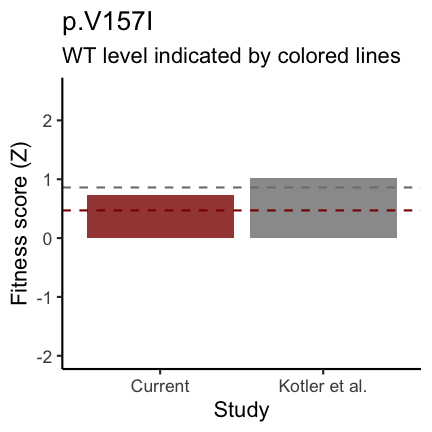 p.V157I
WT level indicated by colored lines
Fitness score (Z)
2
1
0
-1
-2
Current
Kotler et al.
Study